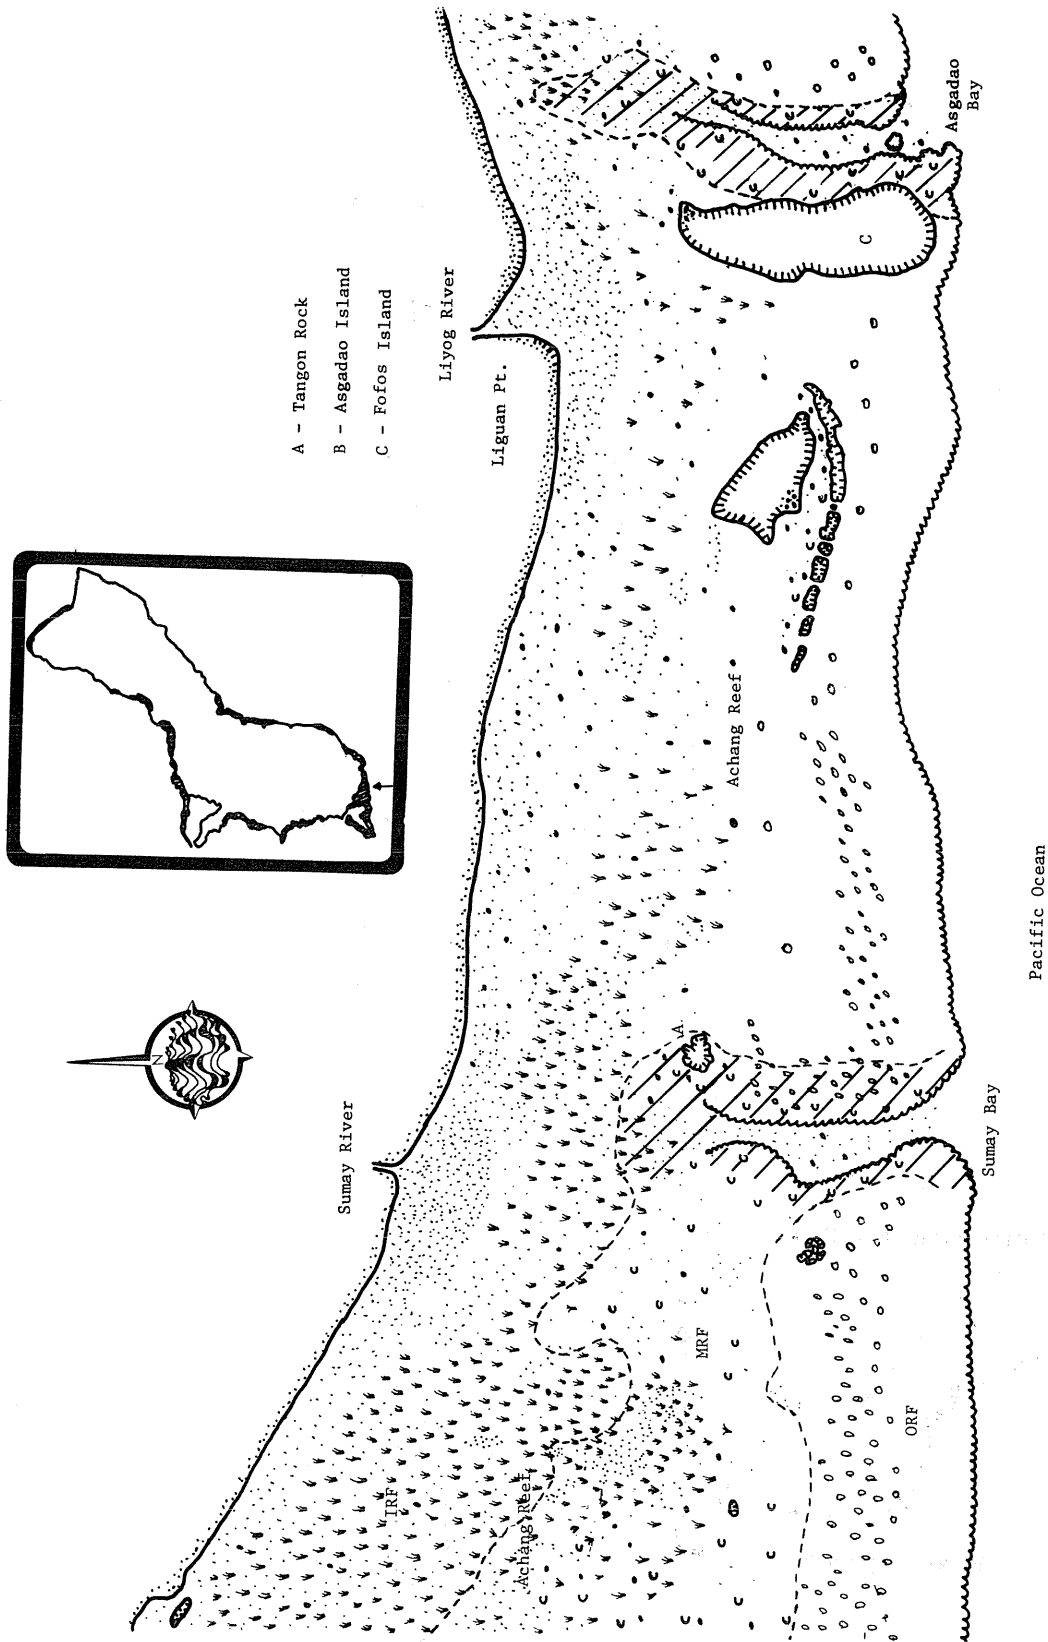 N
A - Tangon Rock
B - Asgadao Island
C - Fofos Island
Sumay River
Liyog River
Liguan Pt.
IRF
Achang Reef
A
Achang Reef
MRF
C
ORF
Sumay Bay
Asgadao
Bay
Pacific Ocean